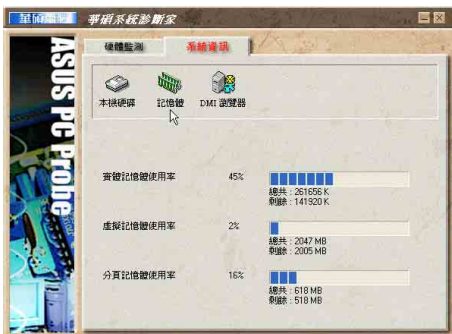 華碩電腦 華碩系統診斷家
ASUS PC Probe
硬體監測 系統資訊
本機硬碟 記憶體 DMI 瀏覽器
實體記憶體使用率 45%
總共 : 261656 K
剩餘 : 141920 K
虛擬記憶體使用率 2%
總共 : 2047 MB
剩餘 : 2005 MB
分頁記憶體使用率 16%
總共 : 618 MB
剩餘 : 518 MB